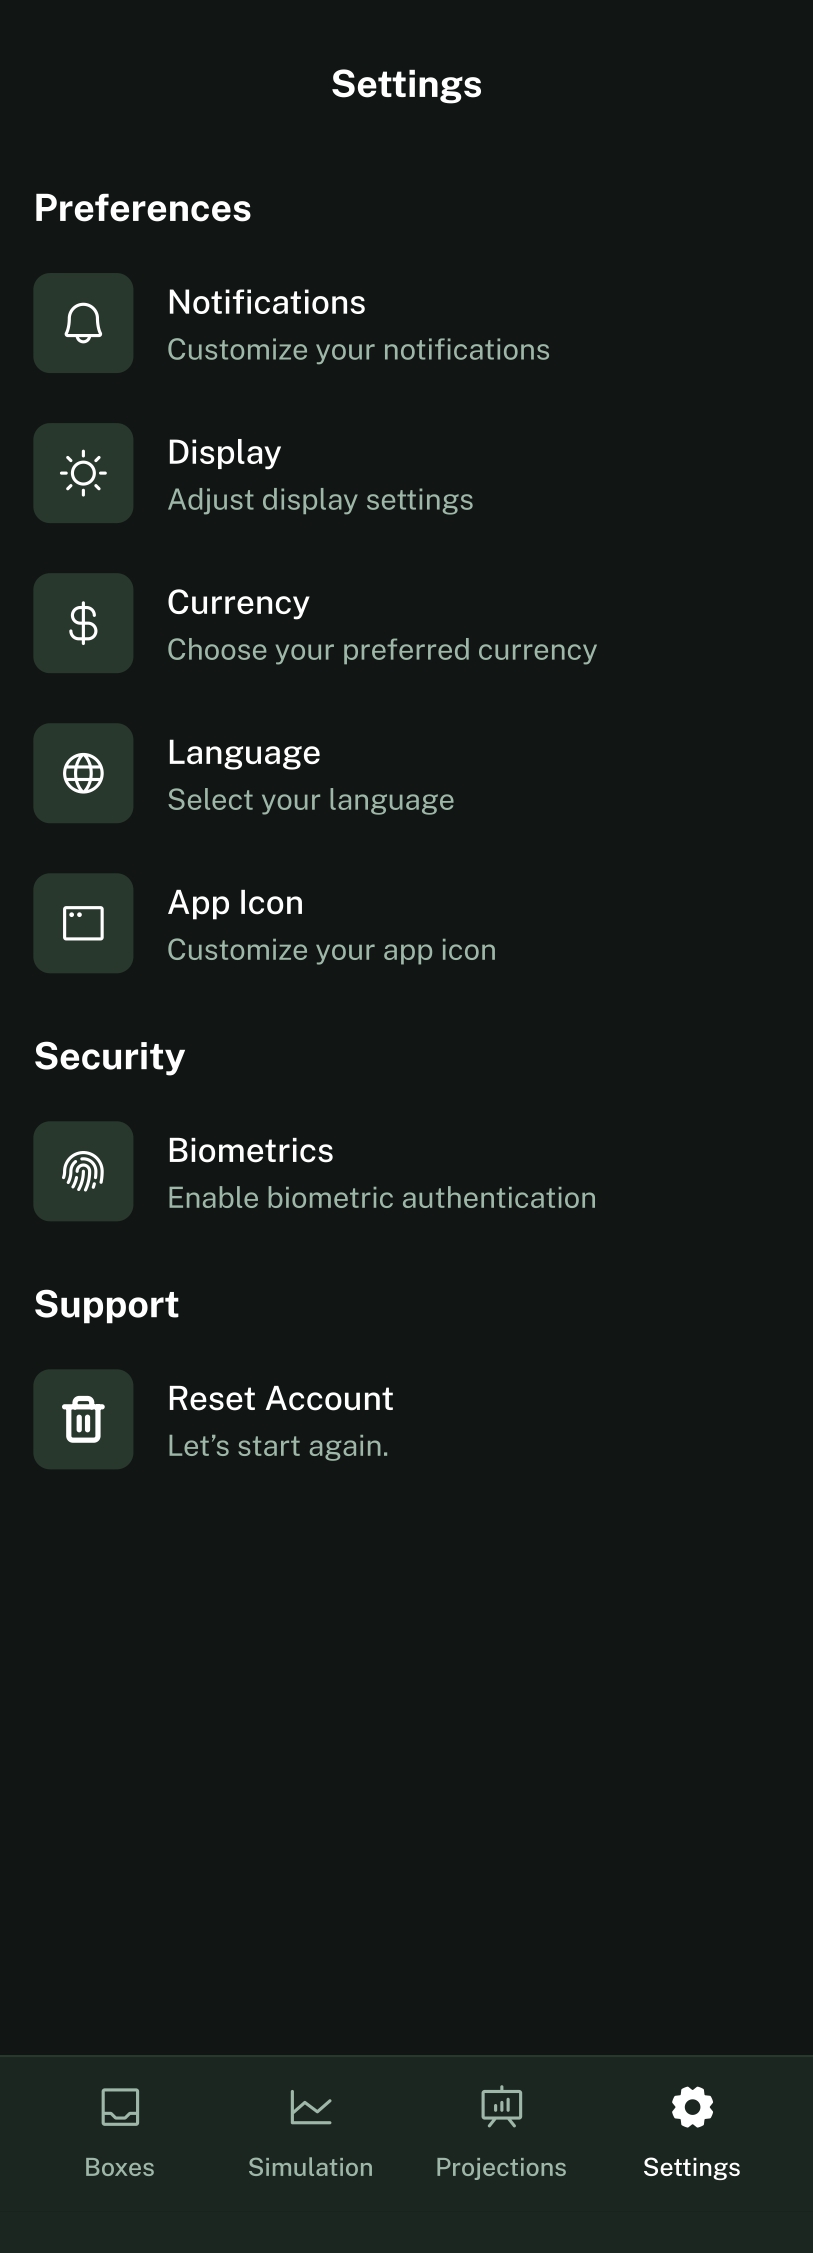 Settings
Preferences
Notifications
Customize your notifications
Display
Adjust display settings
Currency
Choose your preferred currency
Language
Select your language
App Icon
Customize your app icon
Security
Biometrics
Enable biometric authentication
Support
Reset Account
Let’s start again.
Boxes
Simulation
Projections
Settings